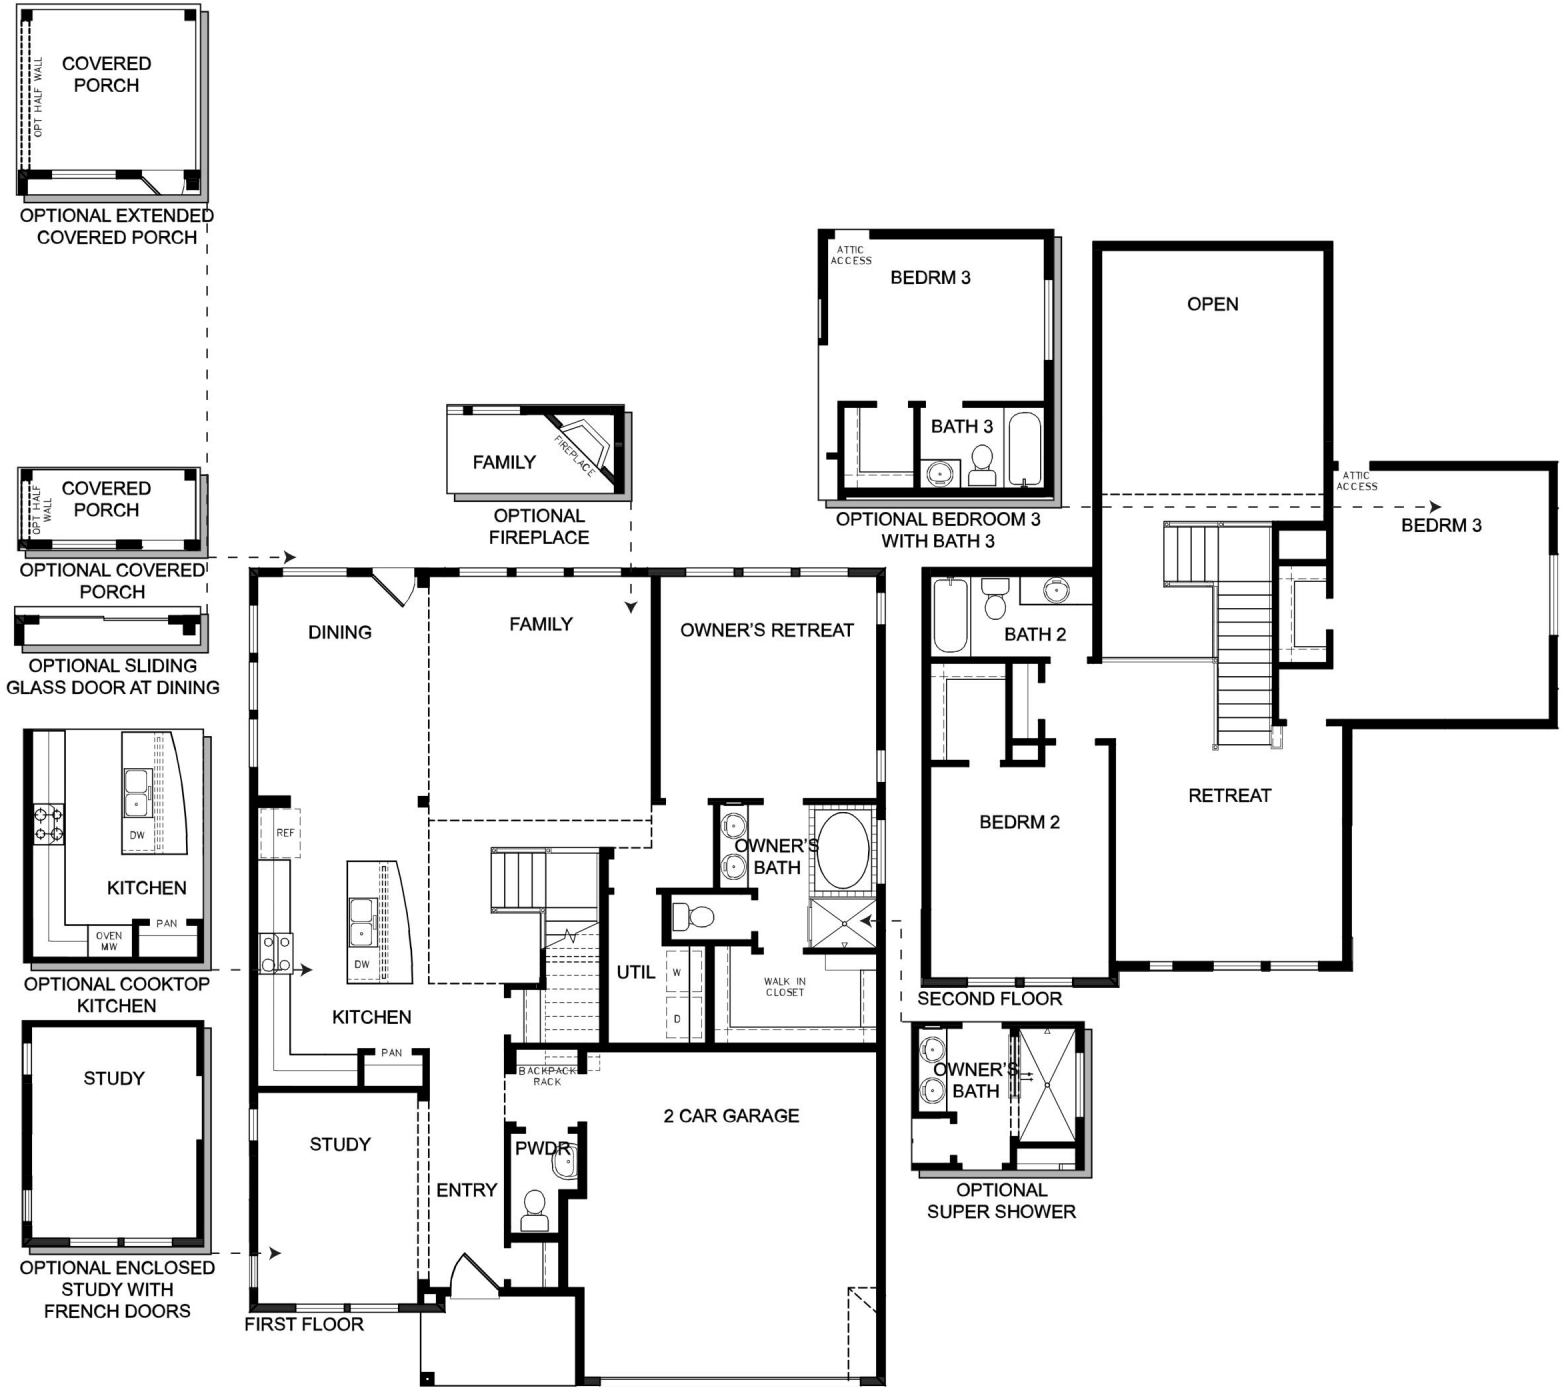 COVERED
PORCH
OPT HALF WALL
OPTIONAL EXTENDED
COVERED PORCH
COVERED
PORCH
OPT HALF
WALL
OPTIONAL COVERED
PORCH
OPTIONAL SLIDING
GLASS DOOR AT DINING
DW
KITCHEN
PAN
OVEN
MW
OPTIONAL COOKTOP
KITCHEN
STUDY
OPTIONAL ENCLOSED
STUDY WITH
FRENCH DOORS
FAMILY
FIREPLACE
OPTIONAL
FIREPLACE
DINING
FAMILY
OWNER'S RETREAT
REF
OWNER'S
BATH
DW
UTIL
W
D
WALK IN
CLOSET
KITCHEN
PAN
BACKPACK
RACK
2 CAR GARAGE
STUDY
PWDR
ENTRY
FIRST FLOOR
ATTIC
ACCESS
BEDRM 3
BATH 3
OPTIONAL BEDROOM 3
WITH BATH 3
OPEN
ATTIC
ACCESS
BEDRM 3
BATH 2
RETREAT
BEDRM 2
SECOND FLOOR
OWNER'S
BATH
OPTIONAL
SUPER SHOWER